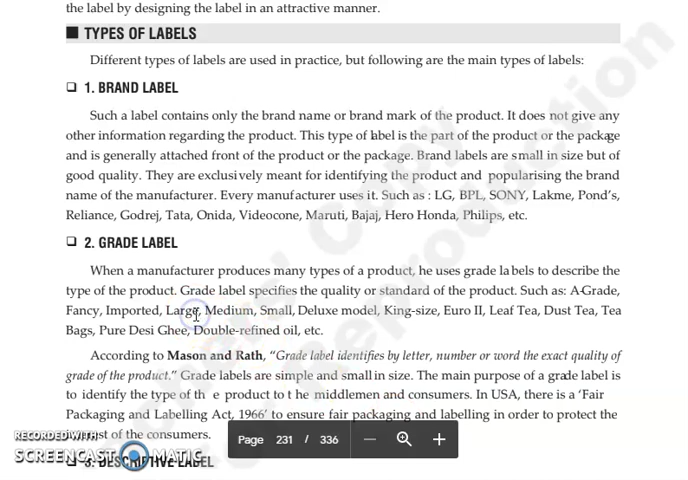 the label by designing the label in an attractive manner.
TYPES OF LABELS
Different types of labels are used in practice, but following are the main types of labels:
1. BRAND LABEL
Such a label contains only the brand name or brand mark of the product. It does not give any
other information regarding the product. This type of label is the part of the product or the package
and is generally attached front of the product or the package. Brand labels are small in size but of
good quality. They are exclusively meant for identifying the product and popularising the brand
name of the manufacturer. Every manufacturer uses it. Such as : LG, BPL, SONY, Lakme, Pond's,
Reliance, Godrej, Tata, Onida, Videocone, Maruti, Bajaj, Hero Honda, Philips, etc.
2. GRADE LABEL
When a manufacturer produces many types of a product, he uses grade labels to describe the
type of the product. Grade label specifies the quality or standard of the product. Such as: A-Grade,
Fancy, Imported, Large, Medium, Small, Deluxe model, King-size, Euro II, Leaf Tea, Dust Tea, Tea
Bags, Pure Desi Ghee, Double-refined oil, etc.
According to Mason and Rath, "Grade label identifies by letter, number or word the exact quality of
grade of the product." Grade labels are simple and small in size. The main purpose of a grade label is
to identify the type of th e product to t he middlemen and consumers. In USA, there is a 'Fair
Packaging and Labelling Act, 1966' to ensure fair packaging and labelling in order to protect the
of the consumers.
Page 231 / 336
RECORDED WITH
SCREENCAST MATIC
3. DESCRIPTIVE LABEL